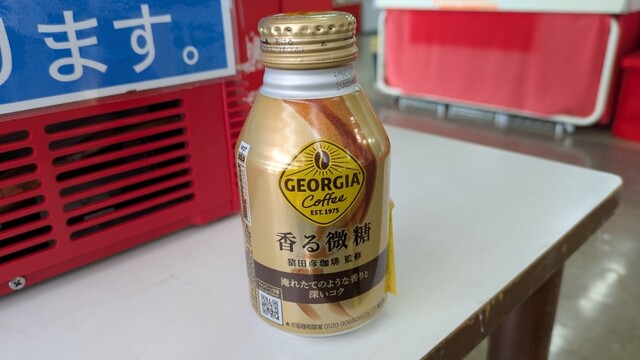 ります。
GEORGIA
Coffee
EST. 1975
香る微糖
猿田彦珈琲 監修
淹れたてのような香りと
深いコク